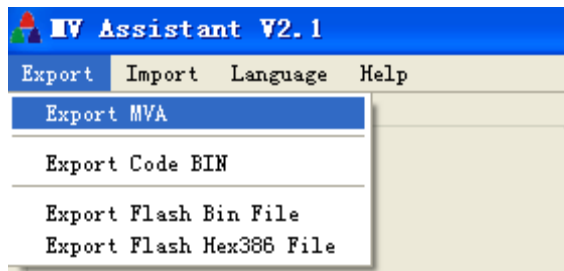 MV Assistant V2.1
Export Import Language Help
Export MVA
Export Code BIN
Export Flash Bin File
Export Flash Hex386 File